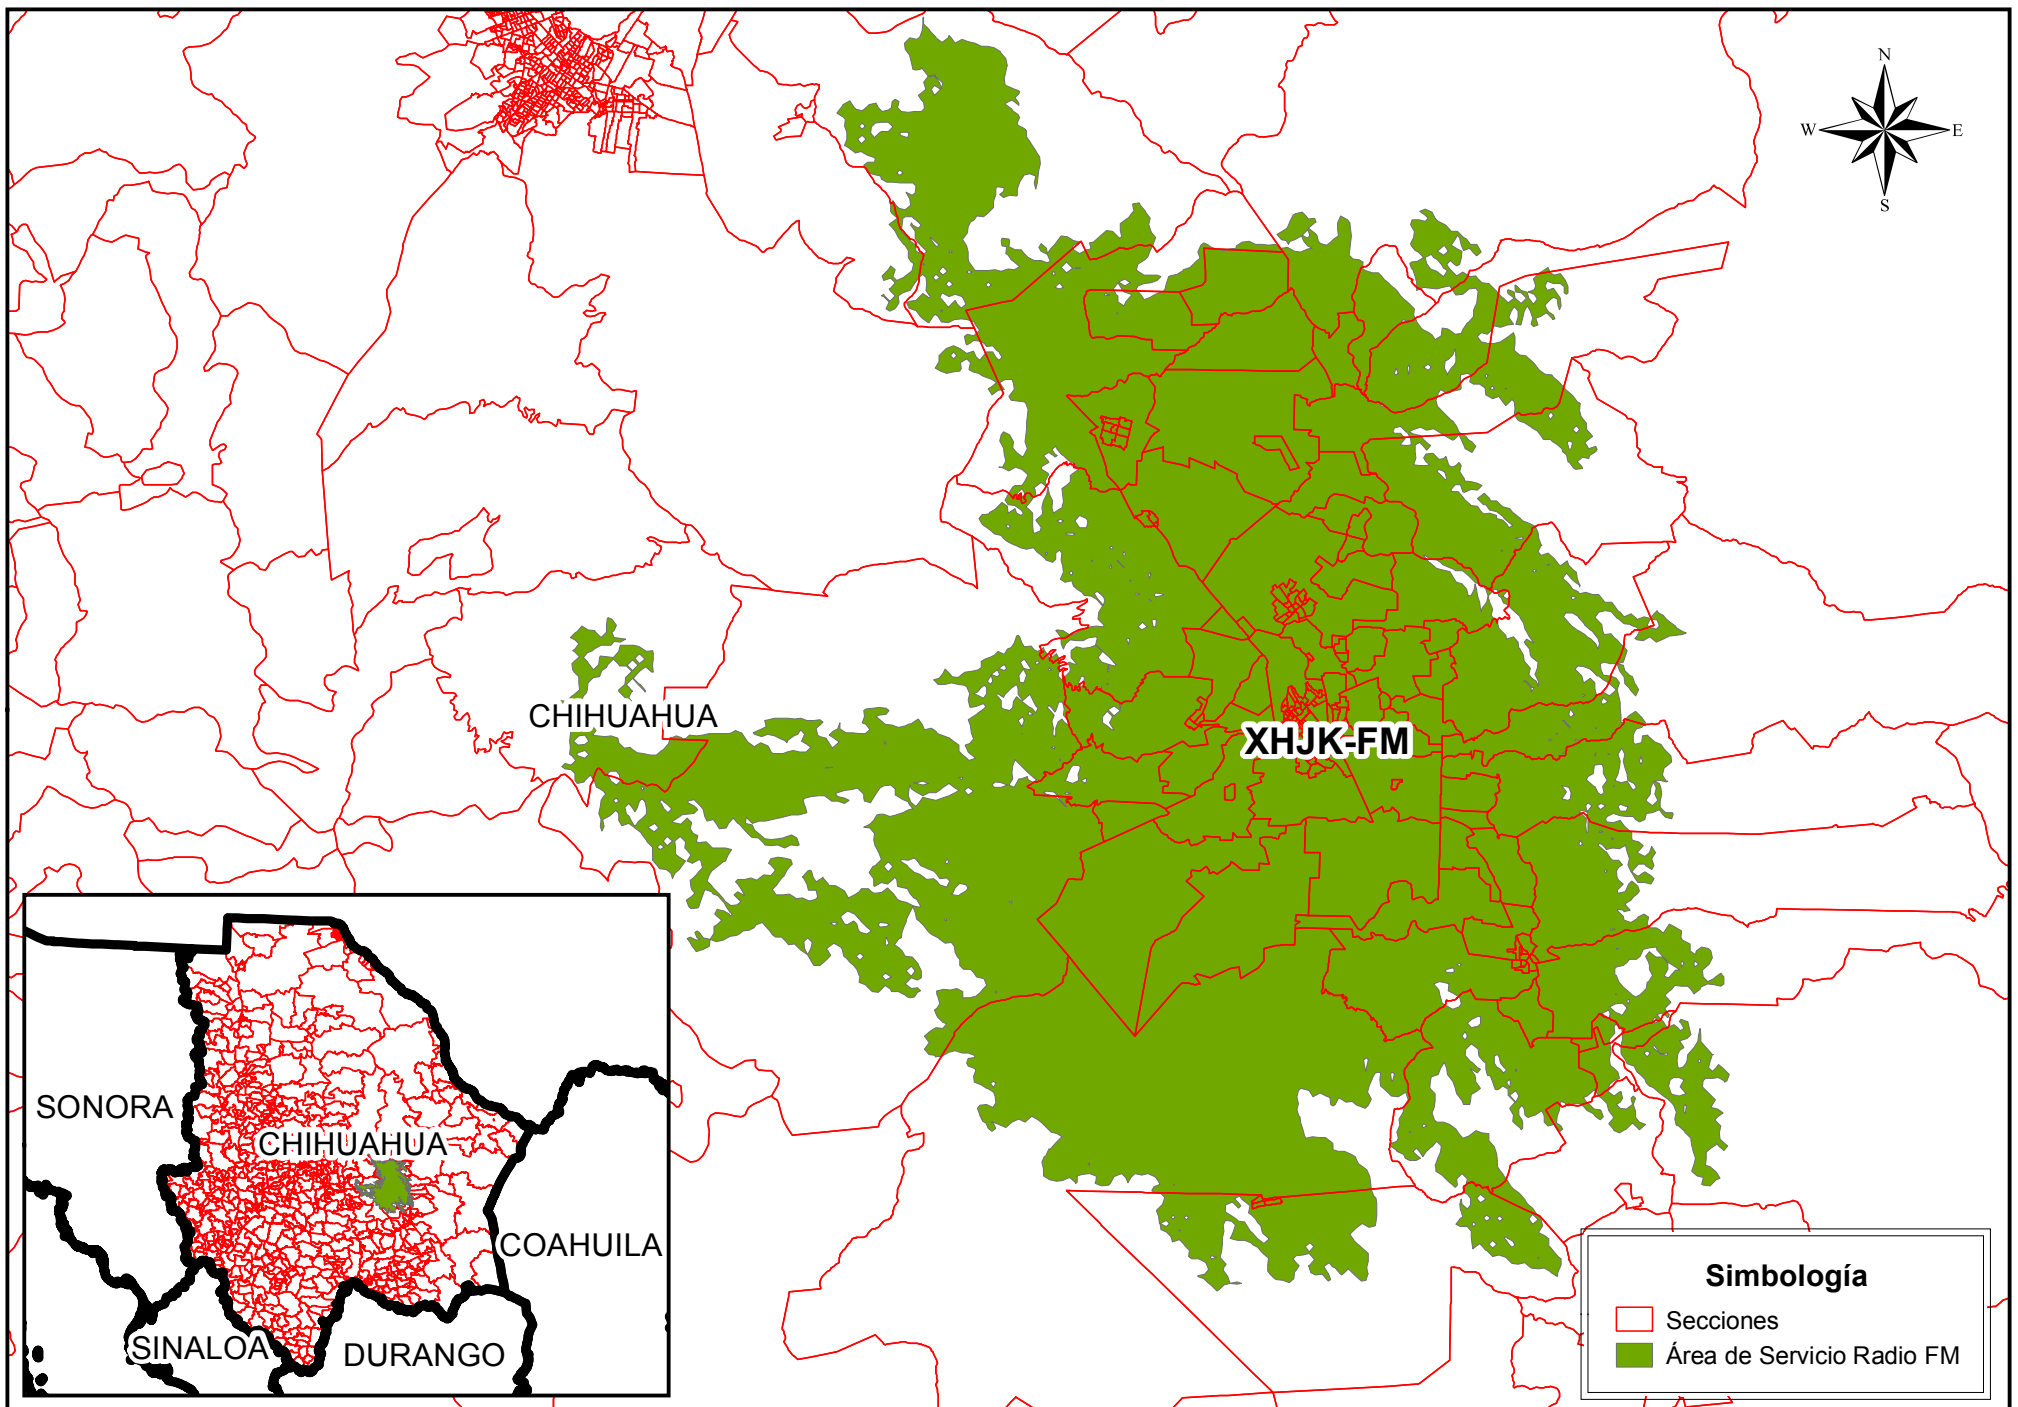 N
W
E
S
CHIHUAHUA
XHJK-FM
SONORA
CHIHUAHUA
COAHUILA
SINALOA
DURANGO
Simbología
Secciones
Área de Servicio Radio FM